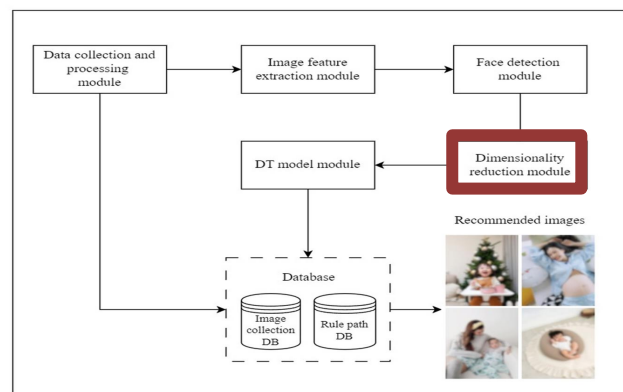 Data collection and
processing
module
Image feature
extraction module
Face detection
module
DT model module
Dimensionality
reduction module
Recommended images
Database
Image
collection
DB
Rule path
DB